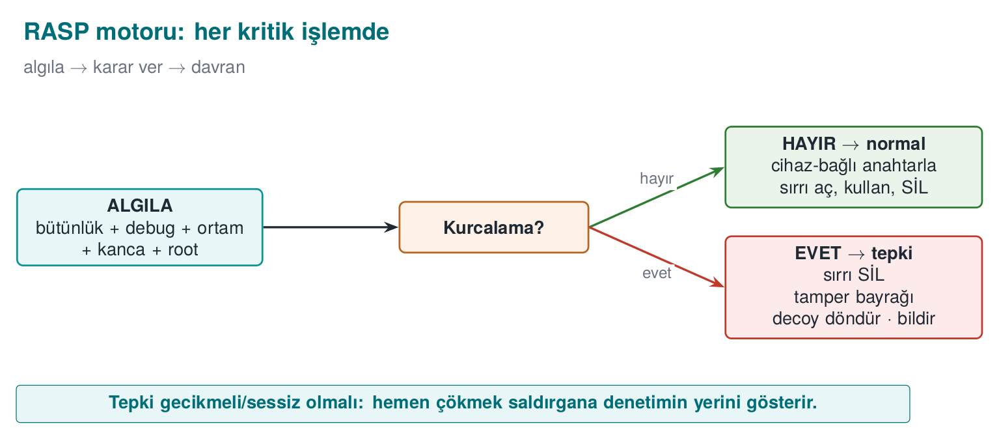 RASP motoru: her kritik işlemde
algıla → karar ver → davran
ALGILA
bütünlük + debug + ortam
+ kanca + root
Kurcalama?
hayır
evet
HAYIR → normal
cihaz-bağlı anahtarla
sırrı aç, kullan, SİL
EVET → tepki
sırrı SİL
tamper bayrağı
decoy döndür · bildir
Tepki gecikmeli/sessiz olmalı: hemen çökmek saldırgana denetimin yerini gösterir.